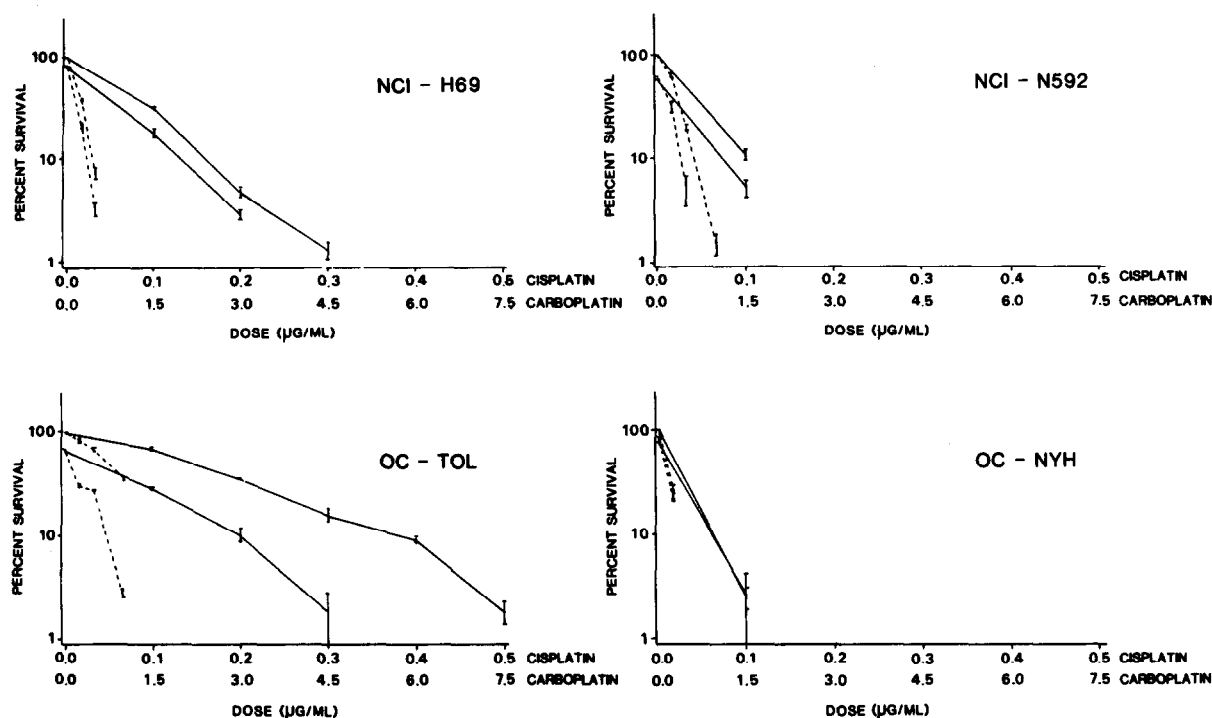 NCI - H69
PERCENT SURVIVAL
100
10
1
0.0 0.1 0.2 0.3 0.4 0.5 CISPLATIN
0.0 1.5 3.0 4.5 6.0 7.5 CARBOPLATIN
DOSE (µG/ML)
NCI - N592
PERCENT SURVIVAL
100
10
1
0.0 0.1 0.2 0.3 0.4 0.5 CISPLATIN
0.0 1.5 3.0 4.5 6.0 7.5 CARBOPLATIN
DOSE (µG/ML)
OC - TOL
PERCENT SURVIVAL
100
10
1
0.0 0.1 0.2 0.3 0.4 0.5 CISPLATIN
0.0 1.5 3.0 4.5 6.0 7.5 CARBOPLATIN
DOSE (µG/ML)
OC - NYH
PERCENT SURVIVAL
100
10
1
0.0 0.1 0.2 0.3 0.4 0.5 CISPLATIN
0.0 1.5 3.0 4.5 6.0 7.5 CARBOPLATIN
DOSE (µG/ML)